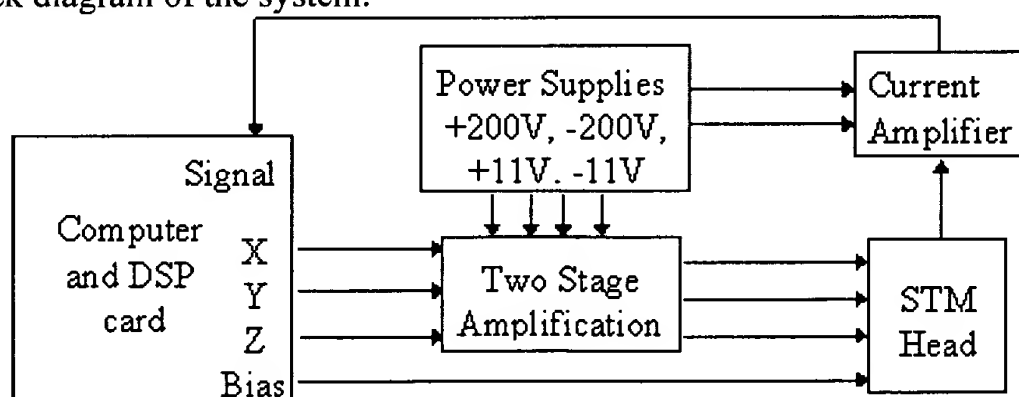 diagram of the system.
Power Supplies
+200V, -200V,
+11V. -11V
Current
Amplifier
Signal
Computer
and DSP
card
X
Y
Z
Bias
Two Stage
Amplification
STM
Head